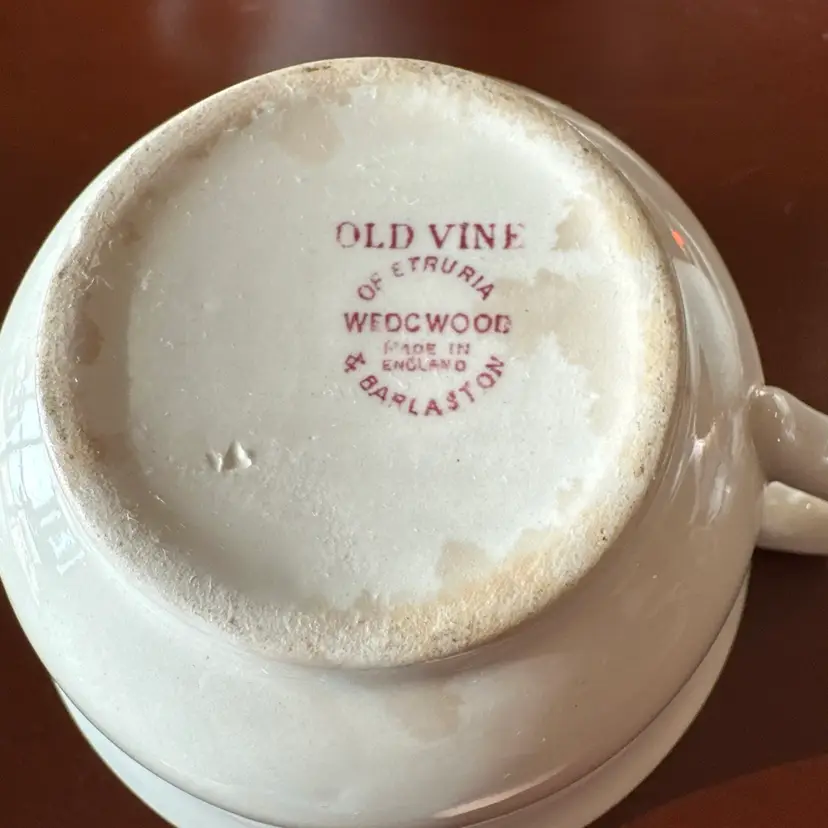 OLD VINE
OF ETRURIA
WEDGWOOD
MADE IN
ENGLAND
& BARLASTON